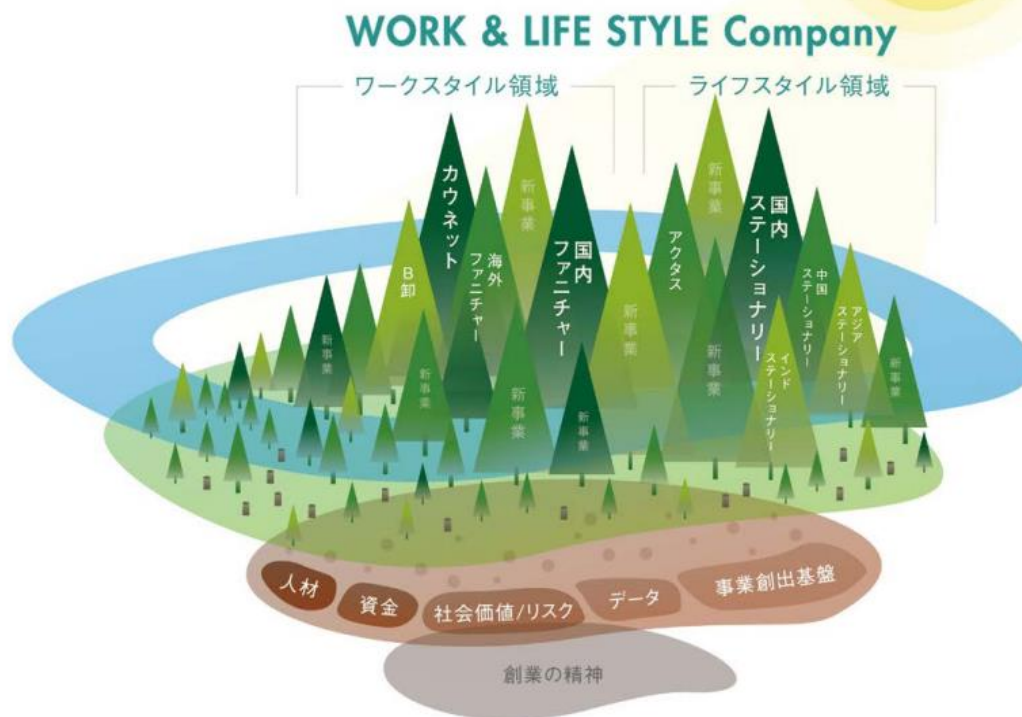 WORK & LIFE STYLE Company
ワークスタイル領域
ライフスタイル領域
カウネット
新事業
B卸
海外
ファニチャー
国内
ファニチャー
新事業
新事業
新事業
新事業
新事業
新事業
アクタス
国内
ステーショナリー
中国
ステーショナリー
アジア
ステーショナリー
インド
ステーショナリー
新事業
新事業
新事業
人材
資金
社会価値/リスク
データ
事業創出基盤
創業の精神